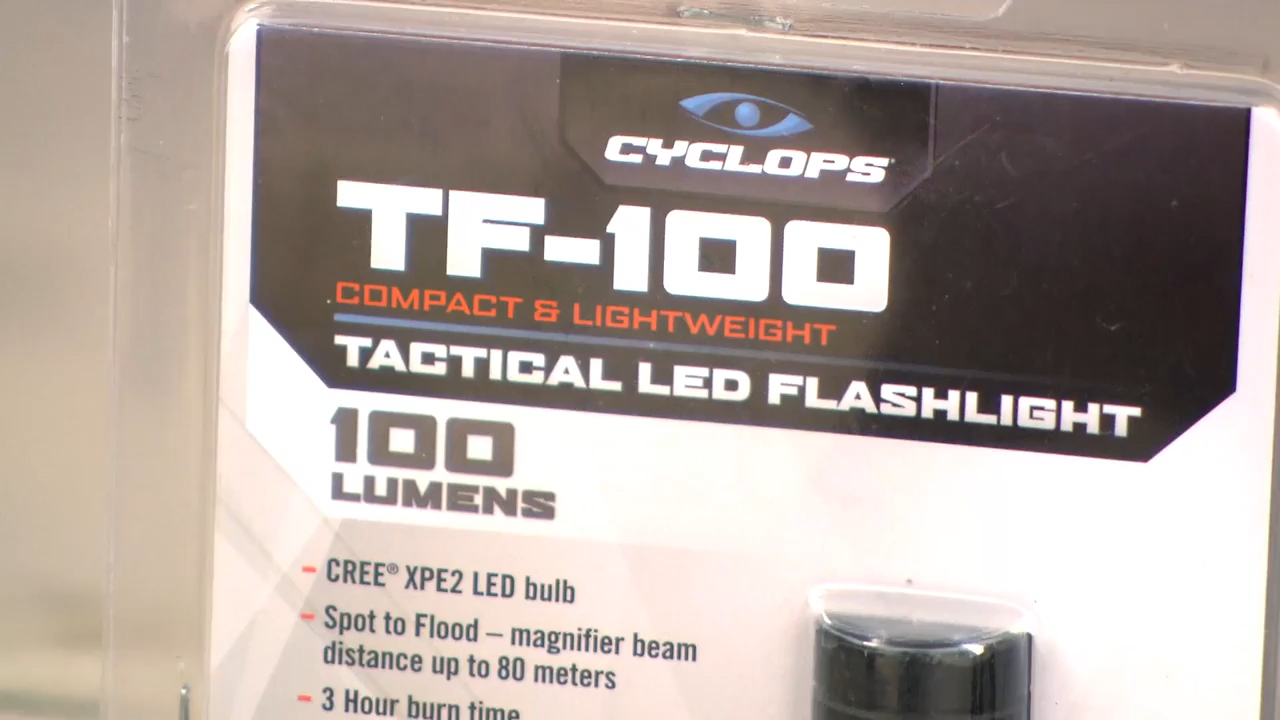 CYCLOPS
TF-100
COMPACT & LIGHTWEIGHT
TACTICAL LED FLASHLIGHT
100
LUMENS
- CREE® XPE2 LED bulb
- Spot to Flood – magnifier beam
distance up to 80 meters
- 3 Hour burn time